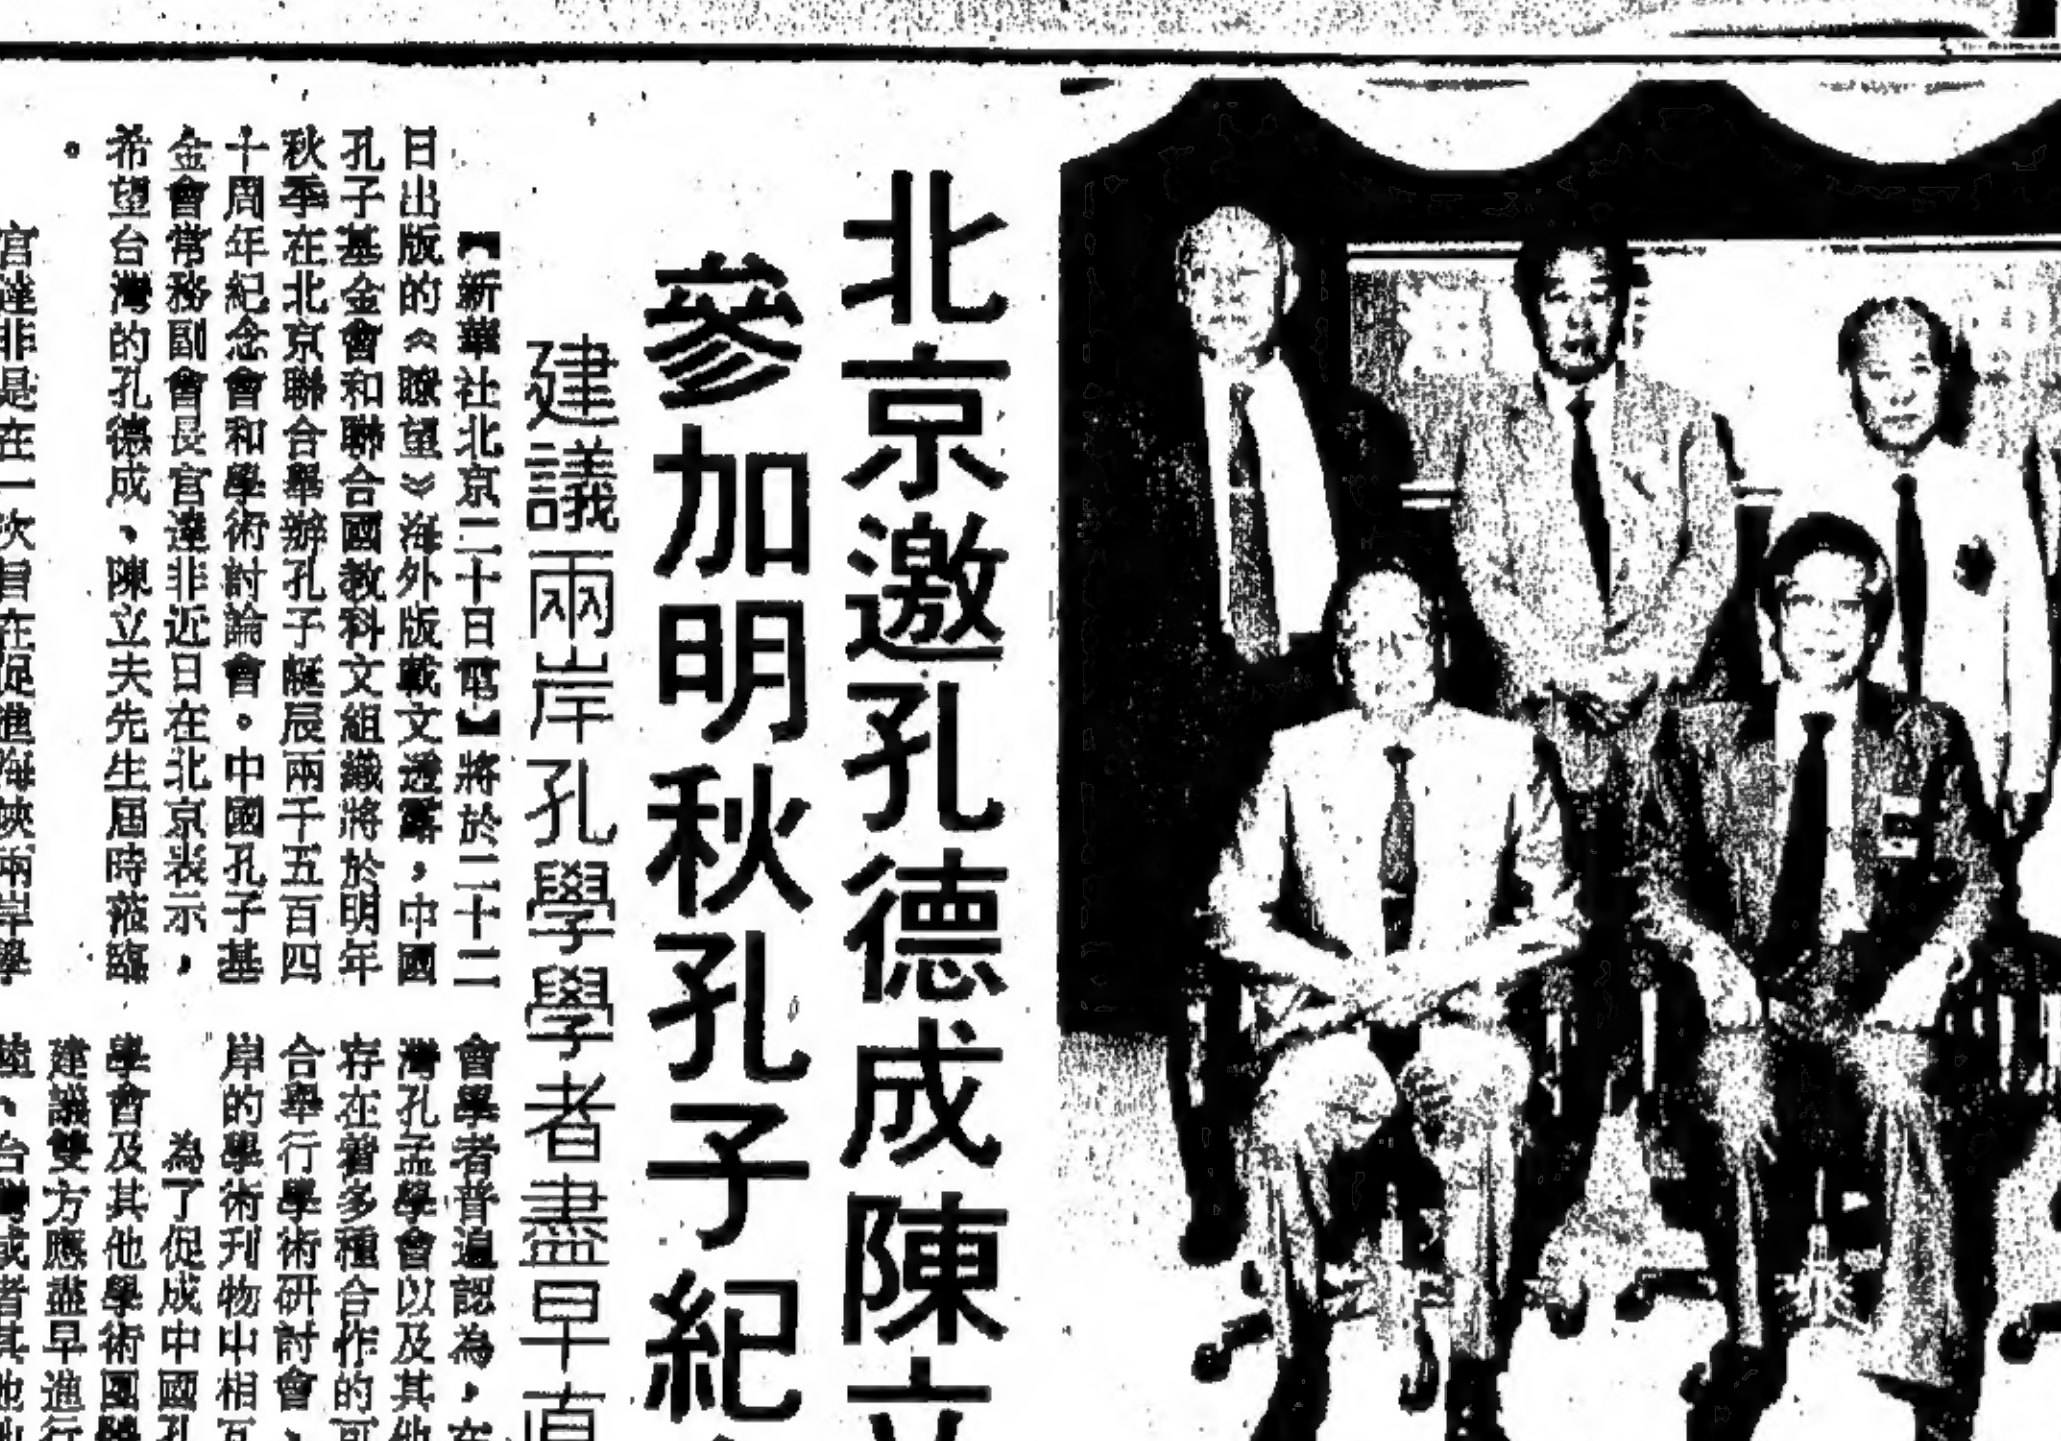 北京邀孔德成陳立
參加明秋孔子紀
建議兩岸孔學學者盡早直
【新華社北京二十日電】將於二十二
日出版的《瞭望》海外版載文透露，中國
孔子基金會和聯合國教科文組織將於明年
秋季在北京聯合舉辦孔子誕辰兩千五百四
十周年紀念會和學術討論會。中國孔子基
金會常務副會長官達非近日在北京表示，
希望台灣的孔德成、陳立夫先生屆時蒞臨
。
官達非是在一次旨在促進海峽兩岸學
會學者普遍認為，在
灣孔孟學會以及其他
存在着多種合作的可
合舉行學術研討會、
岸的學術刊物中相互
為了促成中國孔
學會及其他學術團體
建議雙方應盡早進行
、台灣或者其他